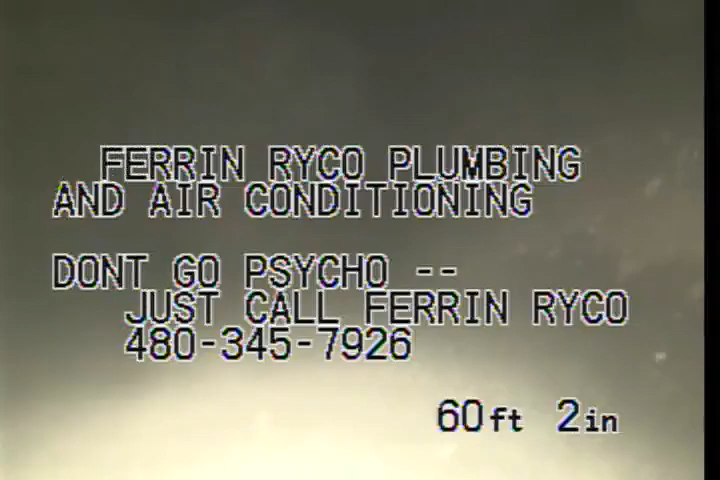 FERRIN RYCO PLUMBING
AND AIR CONDITIONING
DONT GO PSYCHO --
JUST CALL FERRIN RYCO
480-345-7926
60ft 2in